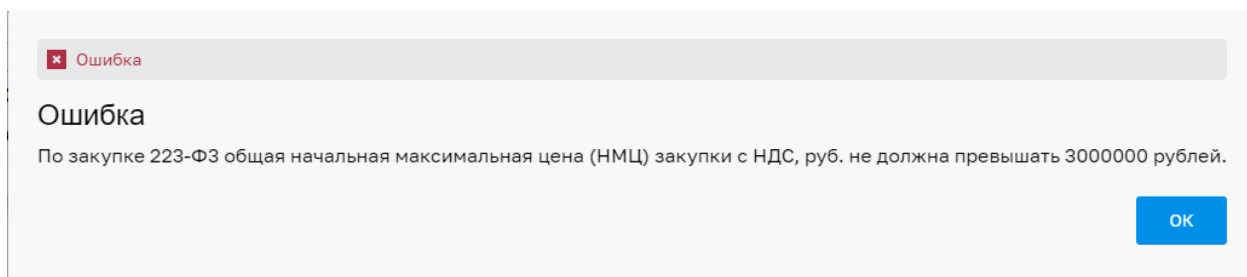 Ошибка
Ошибка
По закупке 223-ФЗ общая начальная максимальная цена (НМЦ) закупки с НДС, руб. не должна превышать 3000000 рублей.
ОК